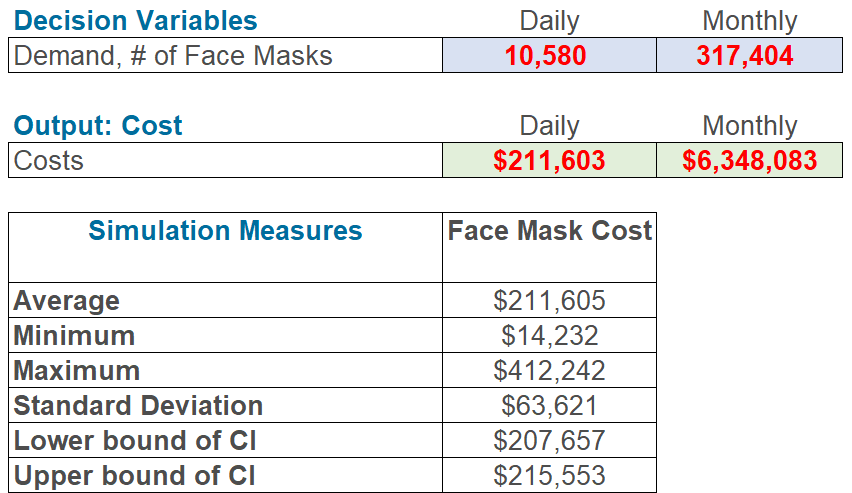 Decision Variables Daily Monthly
Demand, # of Face Masks 10,580 317,404
Output: Cost Daily Monthly
Costs $211,603 $6,348,083
Simulation Measures Face Mask Cost
Average $211,605
Minimum $14,232
Maximum $412,242
Standard Deviation $63,621
Lower bound of CI $207,657
Upper bound of CI $215,553